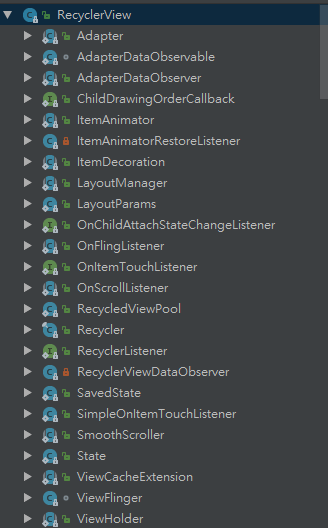 RecyclerView
Adapter
AdapterDataObservable
AdapterDataObserver
ChildDrawingOrderCallback
ItemAnimator
ItemAnimatorRestoreListener
ItemDecoration
LayoutManager
LayoutParams
OnChildAttachStateChangeListener
OnFlingListener
OnItemTouchListener
OnScrollListener
RecycledViewPool
Recycler
RecyclerListener
RecyclerViewDataObserver
SavedState
SimpleOnItemTouchListener
SmoothScroller
State
ViewCacheExtension
ViewFlinger
ViewHolder